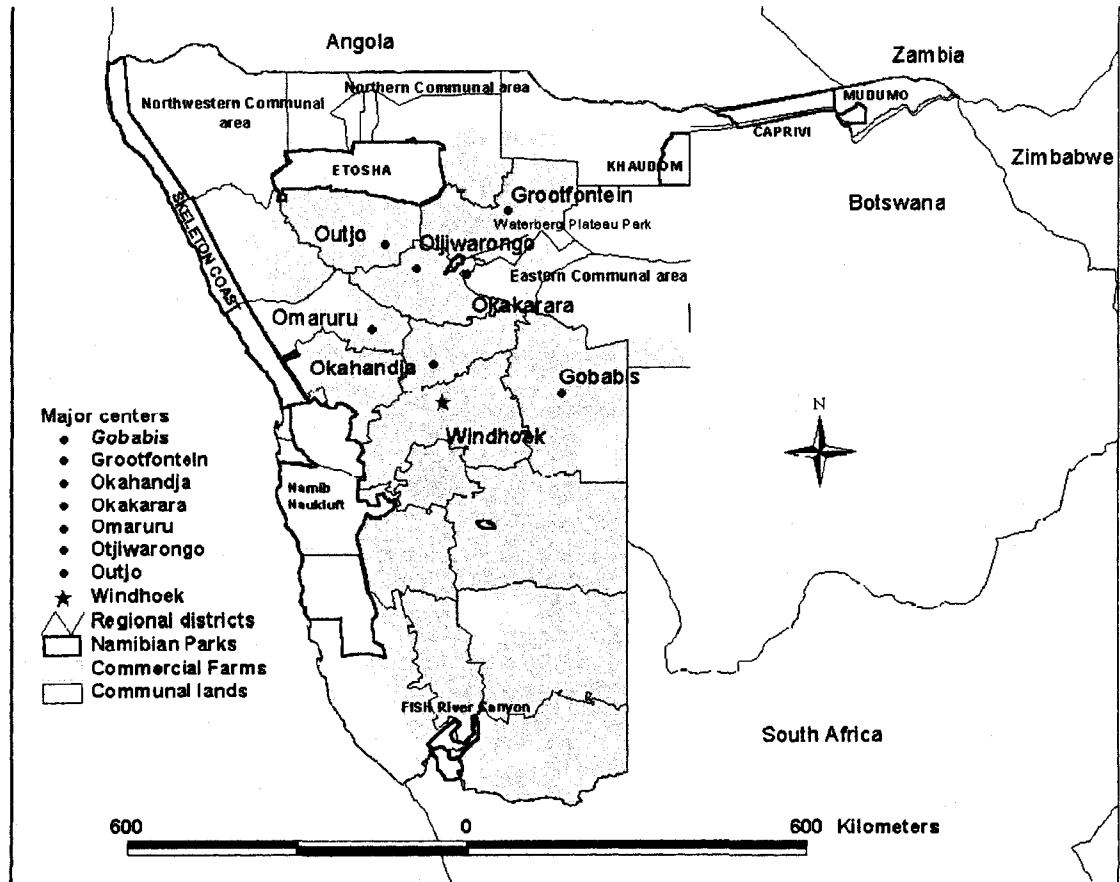 Angola
Zambia
Northern Communal area
Northwestern Communal
area
MUDUMO
CAPRIVI
Zimbabwe
KHAUDOM
ETOSHA
Botswana
Grootfontein
Waterberg Plateau Park
SKELETON COAST
Outjo
Otjiwarongo
Eastern Communal area
Okakarara
Omaruru
Okahandja
Gobabis
Windhoek
N
Namib
Naukluft
FISH River Canyon
South Africa
Major centers
Gobabis
Grootfontein
Okahandja
Okakarara
Omaruru
Otjiwarongo
Outjo
Windhoek
Regional districts
Namibian Parks
Commercial Farms
Communal lands
600 0 600 Kilometers